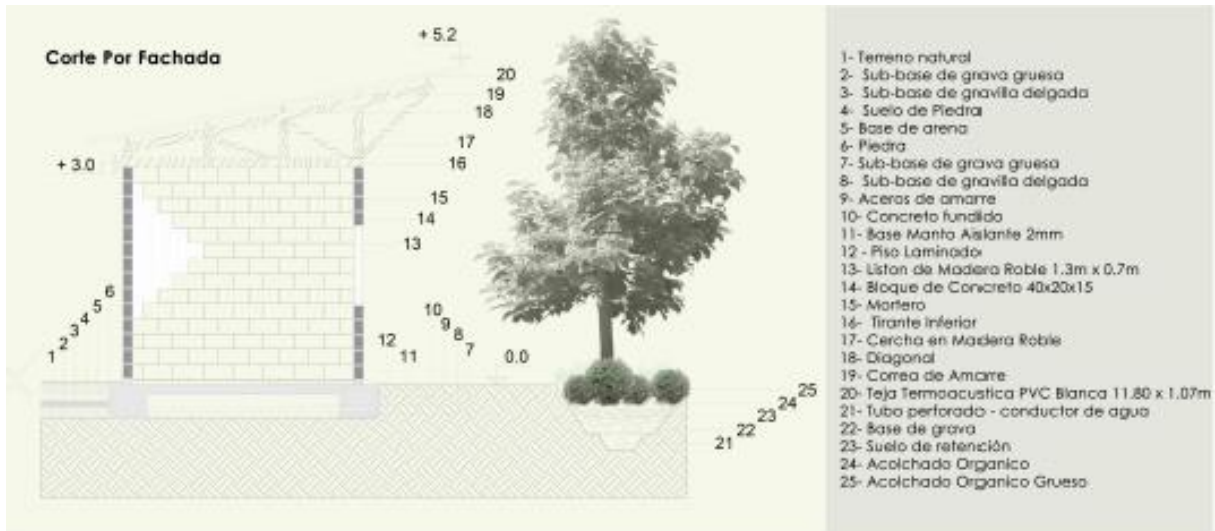 Corte Por Fachada
+ 5.2
20
19
18
17
16
+ 3.0
15
14
13
6
5
4
3
2
1
10
9
8
7
12
11
0.0
25
24
23
22
21
1- Terreno natural
2- Sub-base de grava gruesa
3- Sub-base de gravilla delgada
4- Suelo de Piedra
5- Base de arena
6- Piedra
7- Sub-base de grava gruesa
8- Sub-base de gravilla delgada
9- Aceros de amarre
10- Concreto fundido
11- Base Manto Aislante 2mm
12 - Piso Laminado
13- Liston de Madera Roble 1.3m x 0.7m
14- Bloque de Concreto 40x20x15
15- Mortero
16- Tirante Inferior
17- Cercha en Madera Roble
18- Diagonal
19- Correa de Amarre
20- Teja Termoacustica PVC Blanca 11.80 x 1.07m
21- Tubo perforado - conductor de agua
22- Base de grava
23- Suelo de retención
24- Acolchado Organico
25- Acolchado Organico Grueso